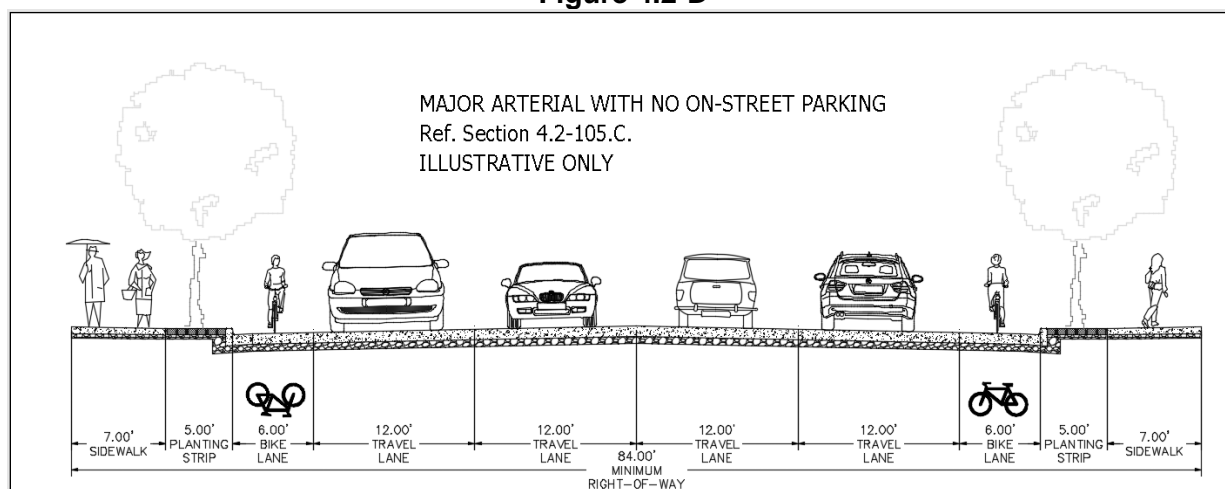 MAJOR ARTERIAL WITH NO ON-STREET PARKING
Ref. Section 4.2-105.C.
ILLUSTRATIVE ONLY
7.00'
SIDEWALK
5.00'
PLANTING
STRIP
6.00'
BIKE
LANE
12.00'
TRAVEL
LANE
12.00'
TRAVEL
LANE
12.00'
TRAVEL
LANE
12.00'
TRAVEL
LANE
6.00'
BIKE
LANE
5.00'
PLANTING
STRIP
7.00'
SIDEWALK
84.00'
MINIMUM
RIGHT-OF-WAY